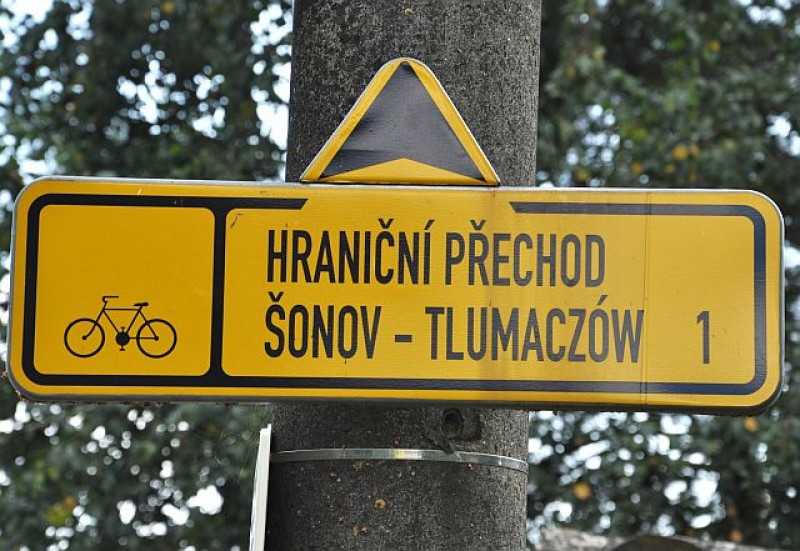 HRANIČNÍ PŘECHOD
ŠONOV - TLUMACZÓW 1